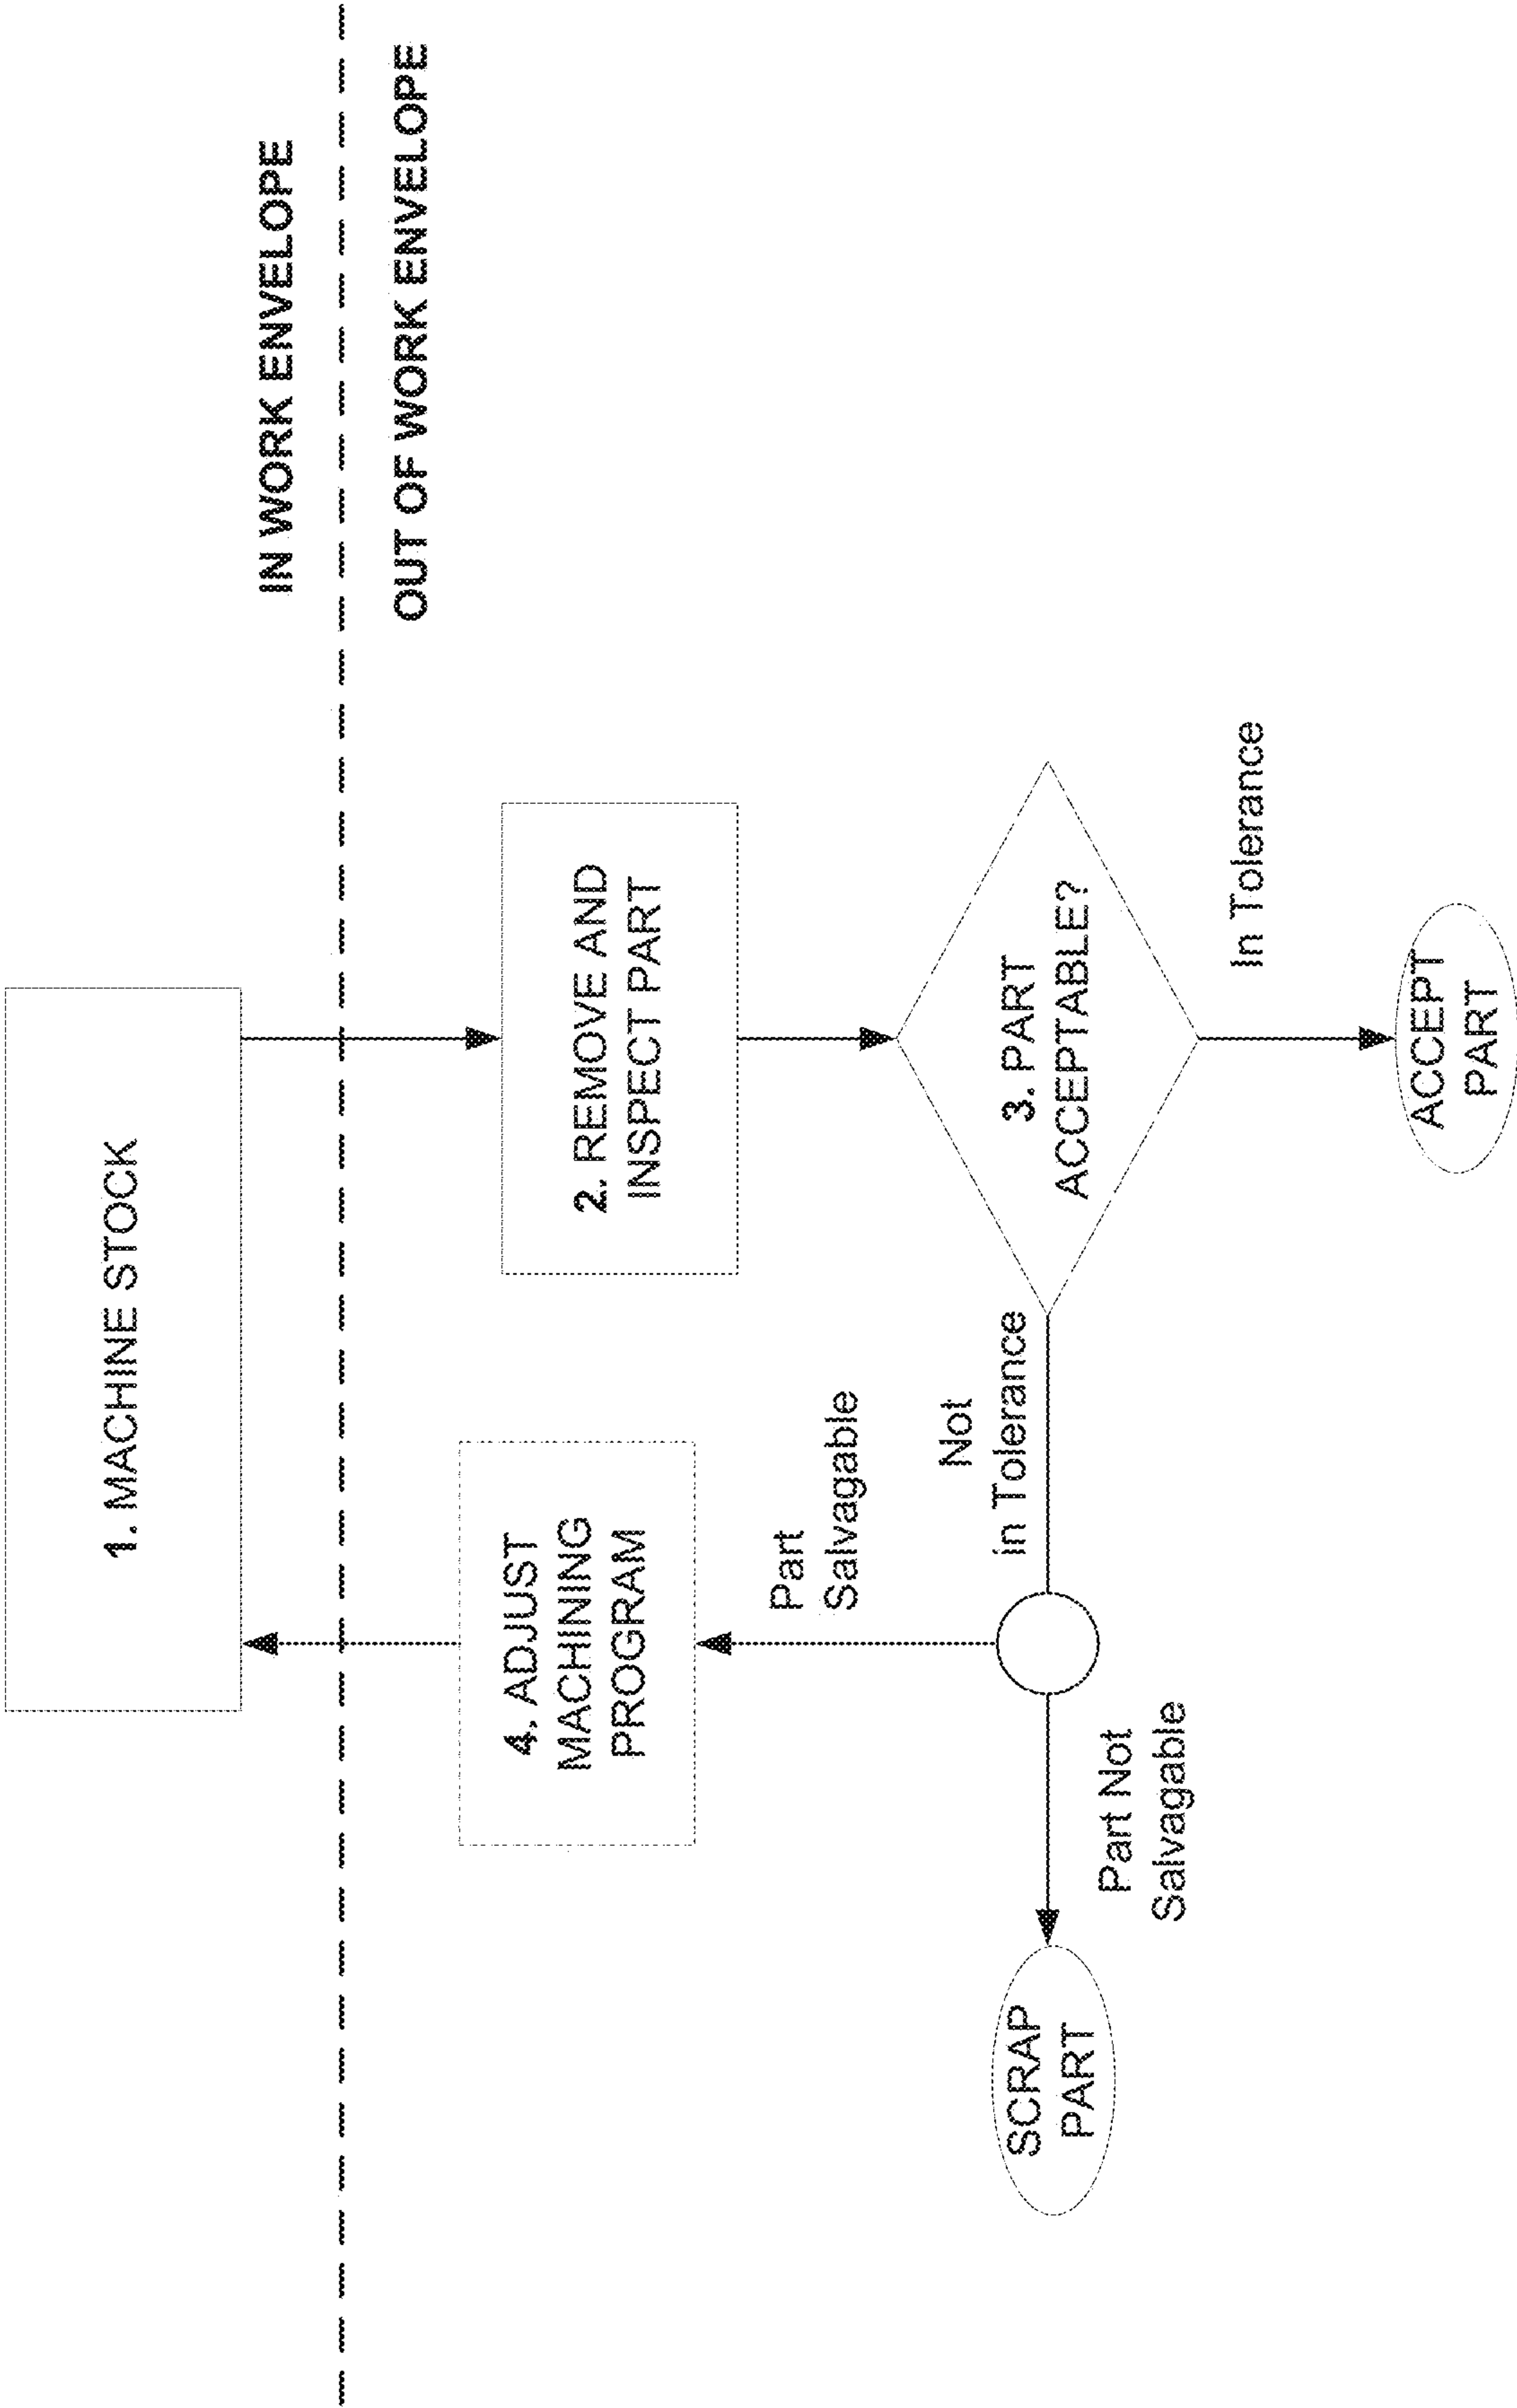 1. MACHINE STOCK
IN WORK ENVELOPE
OUT OF WORK ENVELOPE
4. ADJUST
MACHINING
PROGRAM
2. REMOVE AND
INSPECT PART
Part
Salvagable
Not
in Tolerance
3. PART
ACCEPTABLE?
SCRAP
PART
Part Not
Salvagable
In Tolerance
ACCEPT
PART